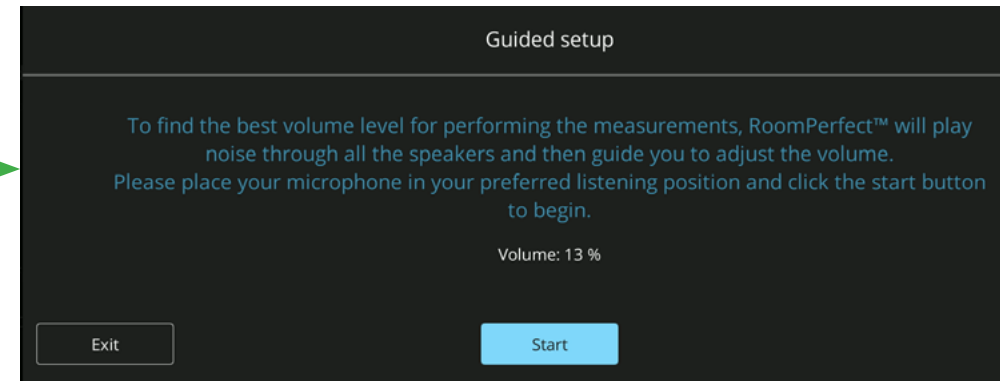 Guided setup
To find the best volume level for performing the measurements, RoomPerfect™ will play
noise through all the speakers and then guide you to adjust the volume.
Please place your microphone in your preferred listening position and click the start button
to begin.
Volume: 13 %
Exit
Start